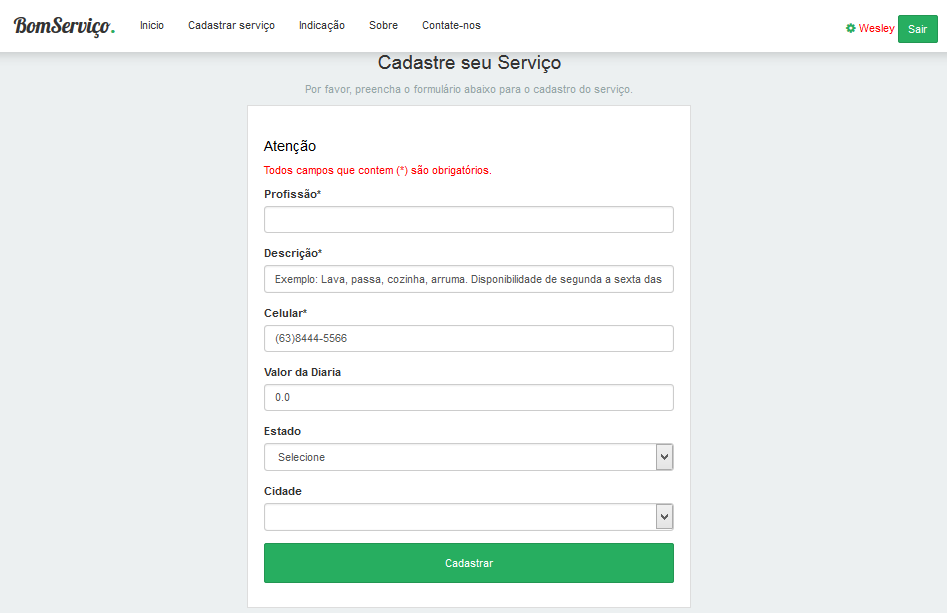 BomServiço.
Inicio Cadastrar serviço Indicação Sobre Contate-nos
Wesley Sair
Cadastre seu Serviço
Por favor, preencha o formulário abaixo para o cadastro do serviço.
Atenção
Todos campos que contem (*) são obrigatórios.
Profissão*
Descrição*
Exemplo: Lava, passa, cozinha, arruma. Disponibilidade de segunda a sexta das
Celular*
(63)8444-5566
Valor da Diaria
0.0
Estado
Selecione
Cidade
Cadastrar